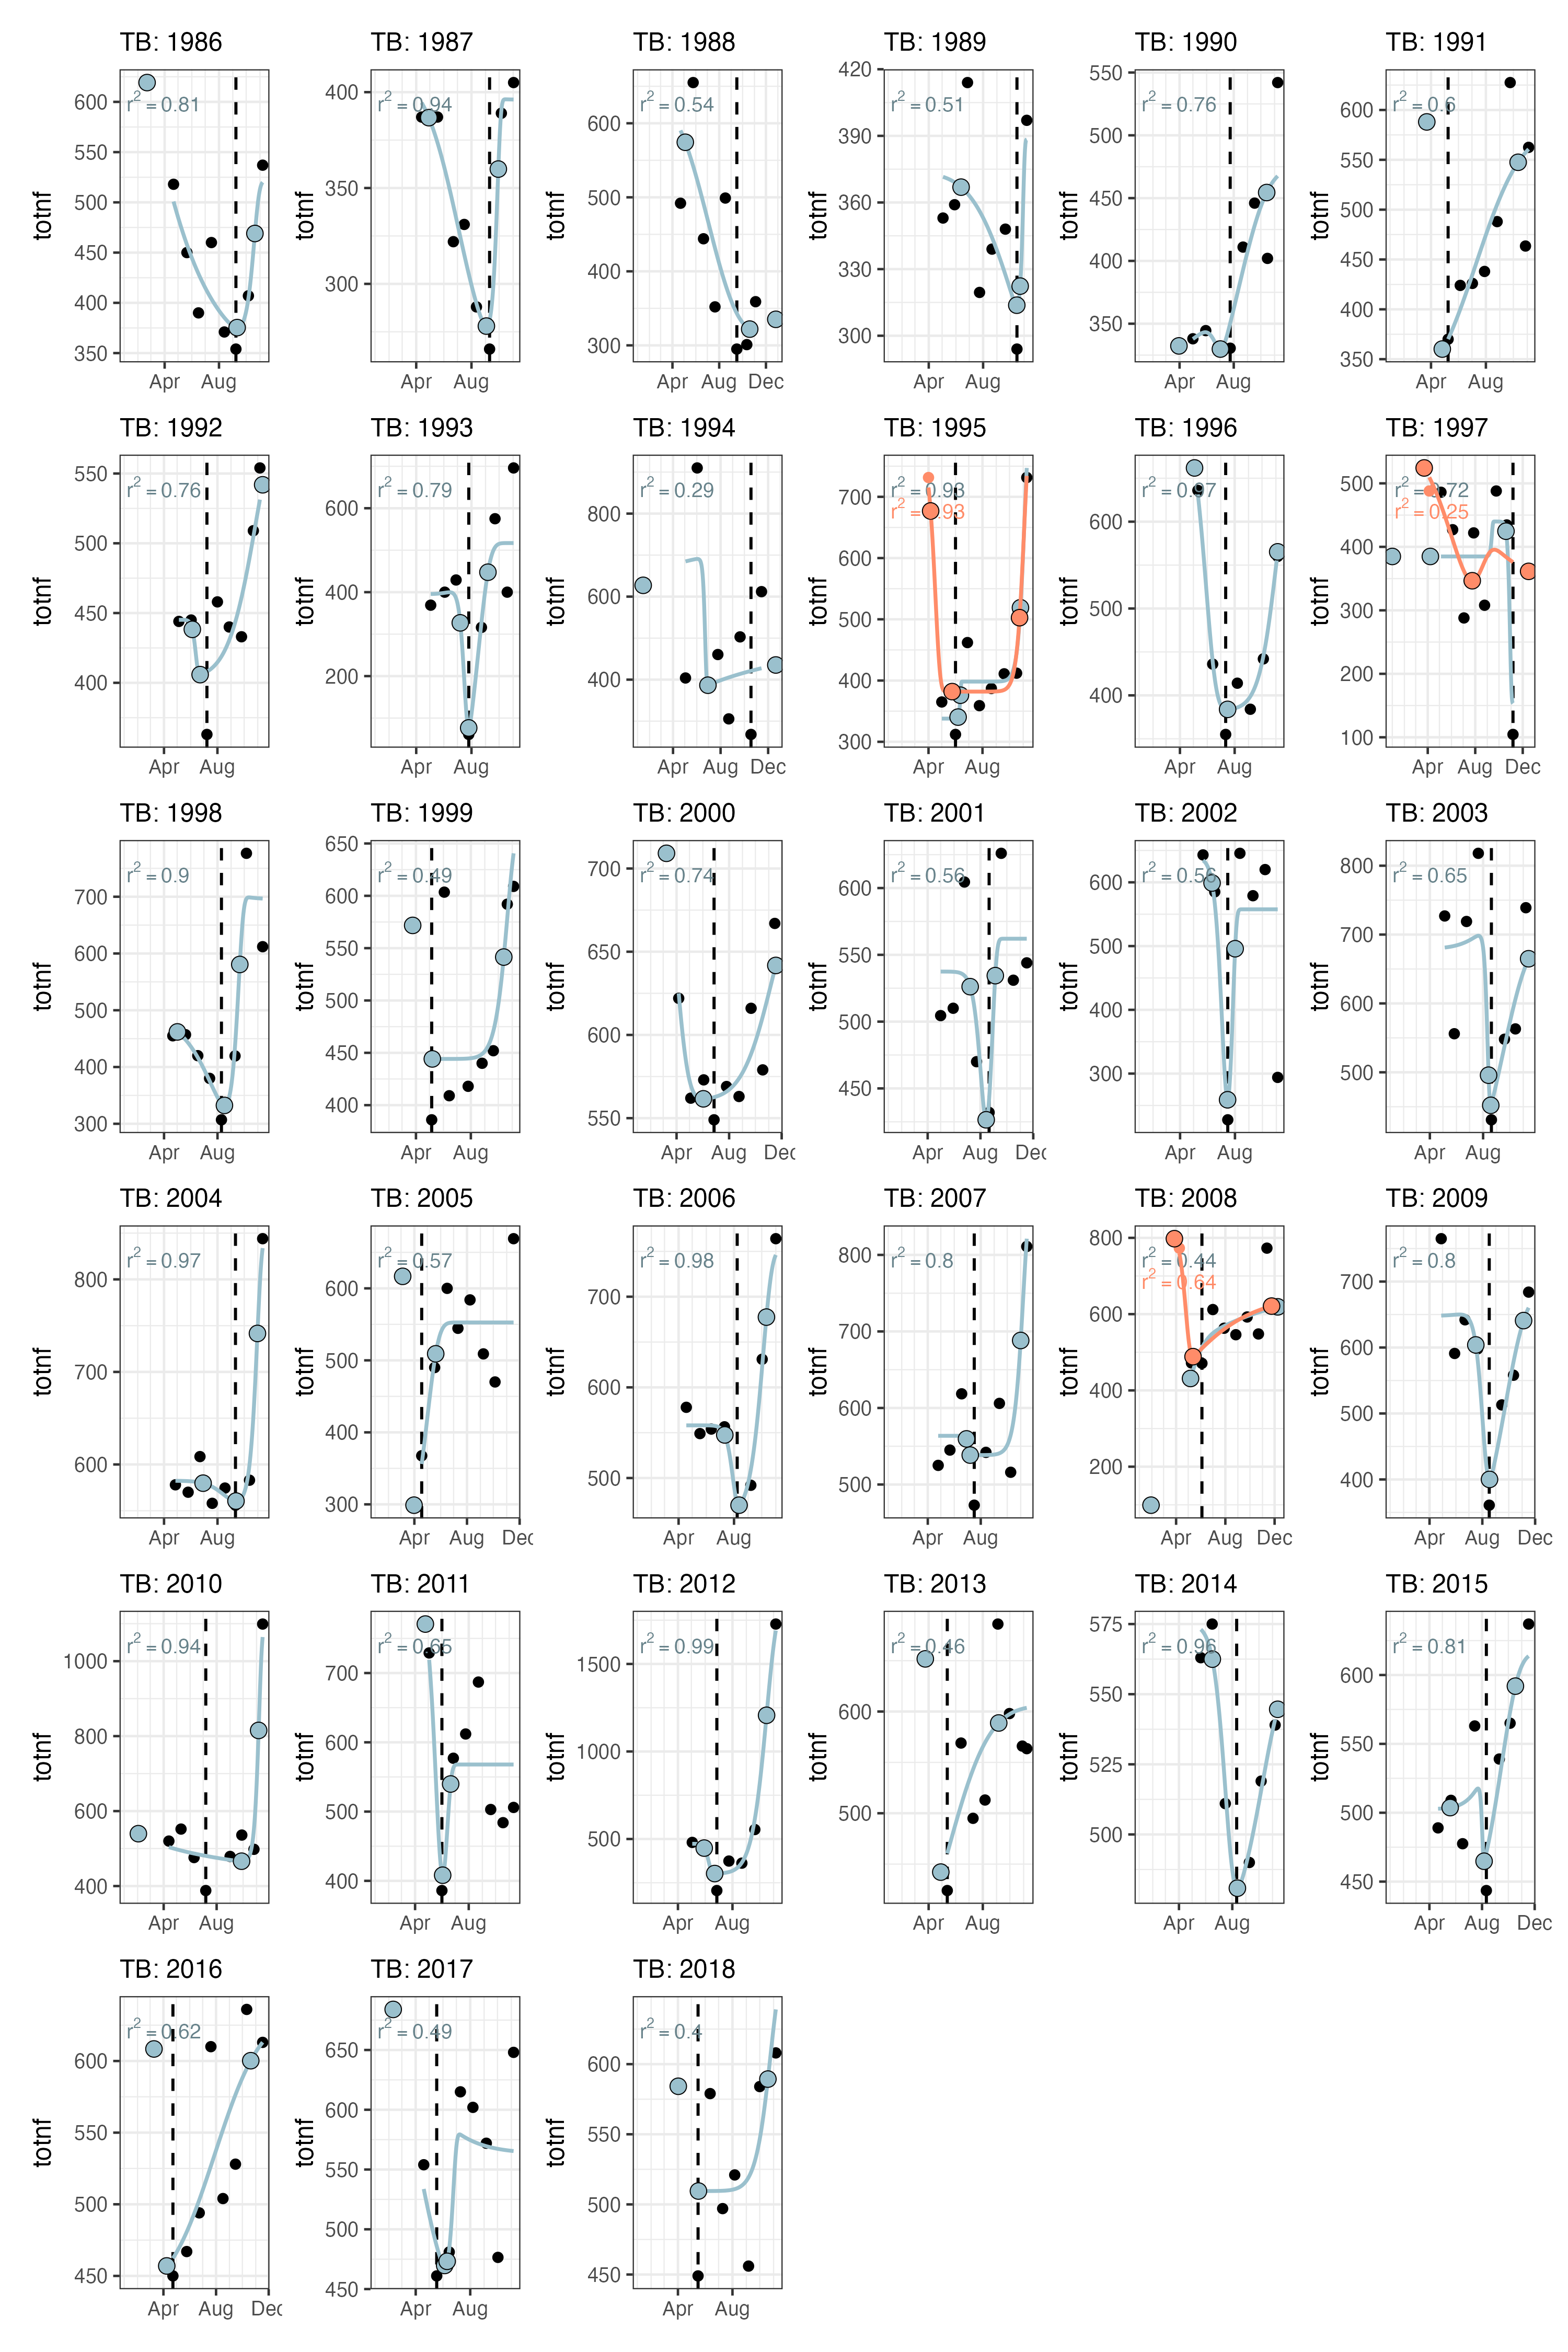 TB: 1986
totnf
r² = 0.81
600
550
500
450
400
350
Apr
Aug
TB: 1987
totnf
r² = 0.94
400
350
300
Apr
Aug
TB: 1988
totnf
r² = 0.54
600
500
400
300
Apr
Aug
Dec
TB: 1989
totnf
r² = 0.51
420
390
360
330
300
Apr
Aug
TB: 1990
totnf
r² = 0.76
550
500
450
400
350
Apr
Aug
TB: 1991
totnf
r² = 0.6
600
550
500
450
400
350
Apr
Aug
TB: 1992
totnf
r² = 0.76
550
500
450
400
Apr
Aug
TB: 1993
totnf
r² = 0.79
600
400
200
Apr
Aug
TB: 1994
totnf
r² = 0.29
800
600
400
Apr
Aug
Dec
TB: 1995
totnf
r² = 0.93
r² = 0.93
700
600
500
400
300
Apr
Aug
TB: 1996
totnf
r² = 0.97
600
500
400
Apr
Aug
TB: 1997
totnf
r² = 0.72
r² = 0.25
500
400
300
200
100
Apr
Aug
Dec
TB: 1998
totnf
r² = 0.9
700
600
500
400
300
Apr
Aug
TB: 1999
totnf
r² = 0.49
650
600
550
500
450
400
Apr
Aug
TB: 2000
totnf
r² = 0.74
700
650
600
550
Apr
Aug
Dec
TB: 2001
totnf
r² = 0.56
600
550
500
450
Apr
Aug
Dec
TB: 2002
totnf
r² = 0.56
600
500
400
300
Apr
Aug
TB: 2003
totnf
r² = 0.65
800
700
600
500
Apr
Aug
TB: 2004
totnf
r² = 0.97
800
700
600
Apr
Aug
TB: 2005
totnf
r² = 0.57
600
500
400
300
Apr
Aug
Dec
TB: 2006
totnf
r² = 0.98
700
600
500
Apr
Aug
TB: 2007
totnf
r² = 0.8
800
700
600
500
Apr
Aug
TB: 2008
totnf
r² = 0.44
r² = 0.64
800
600
400
200
Apr
Aug
Dec
TB: 2009
totnf
r² = 0.8
700
600
500
400
Apr
Aug
Dec
TB: 2010
totnf
r² = 0.94
1000
800
600
400
Apr
Aug
TB: 2011
totnf
r² = 0.65
700
600
500
400
Apr
Aug
TB: 2012
totnf
r² = 0.99
1500
1000
500
Apr
Aug
TB: 2013
totnf
r² = 0.46
600
500
Apr
Aug
TB: 2014
totnf
r² = 0.96
575
550
525
500
Apr
Aug
TB: 2015
totnf
r² = 0.81
600
550
500
450
Apr
Aug
Dec
TB: 2016
totnf
r² = 0.62
600
550
500
450
Apr
Aug
Dec
TB: 2017
totnf
r² = 0.49
650
600
550
500
450
Apr
Aug
TB: 2018
totnf
r² = 0.4
600
550
500
450
Apr
Aug